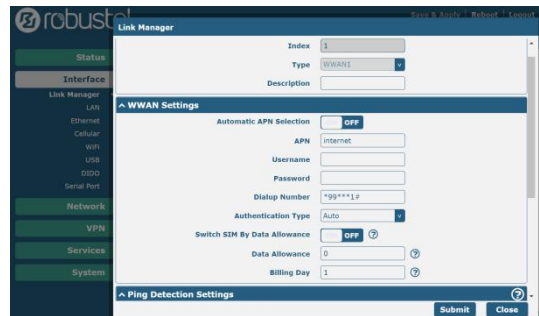 robustel
Save & Apply | Reboot | Logout
Link Manager
Status
Interface
Link Manager
LAN
Ethernet
Cellular
WiFi
USB
DIDO
Serial Port
Network
VPN
Services
System
Index 1
Type WWAN1 v
Description
^ WWAN Settings
Automatic APN Selection OFF
APN internet
Username
Password
Dialup Number *99***1#
Authentication Type Auto v
Switch SIM By Data Allowance OFF ?
Data Allowance 0 ?
Billing Day 1 ?
^ Ping Detection Settings ?
Submit Close